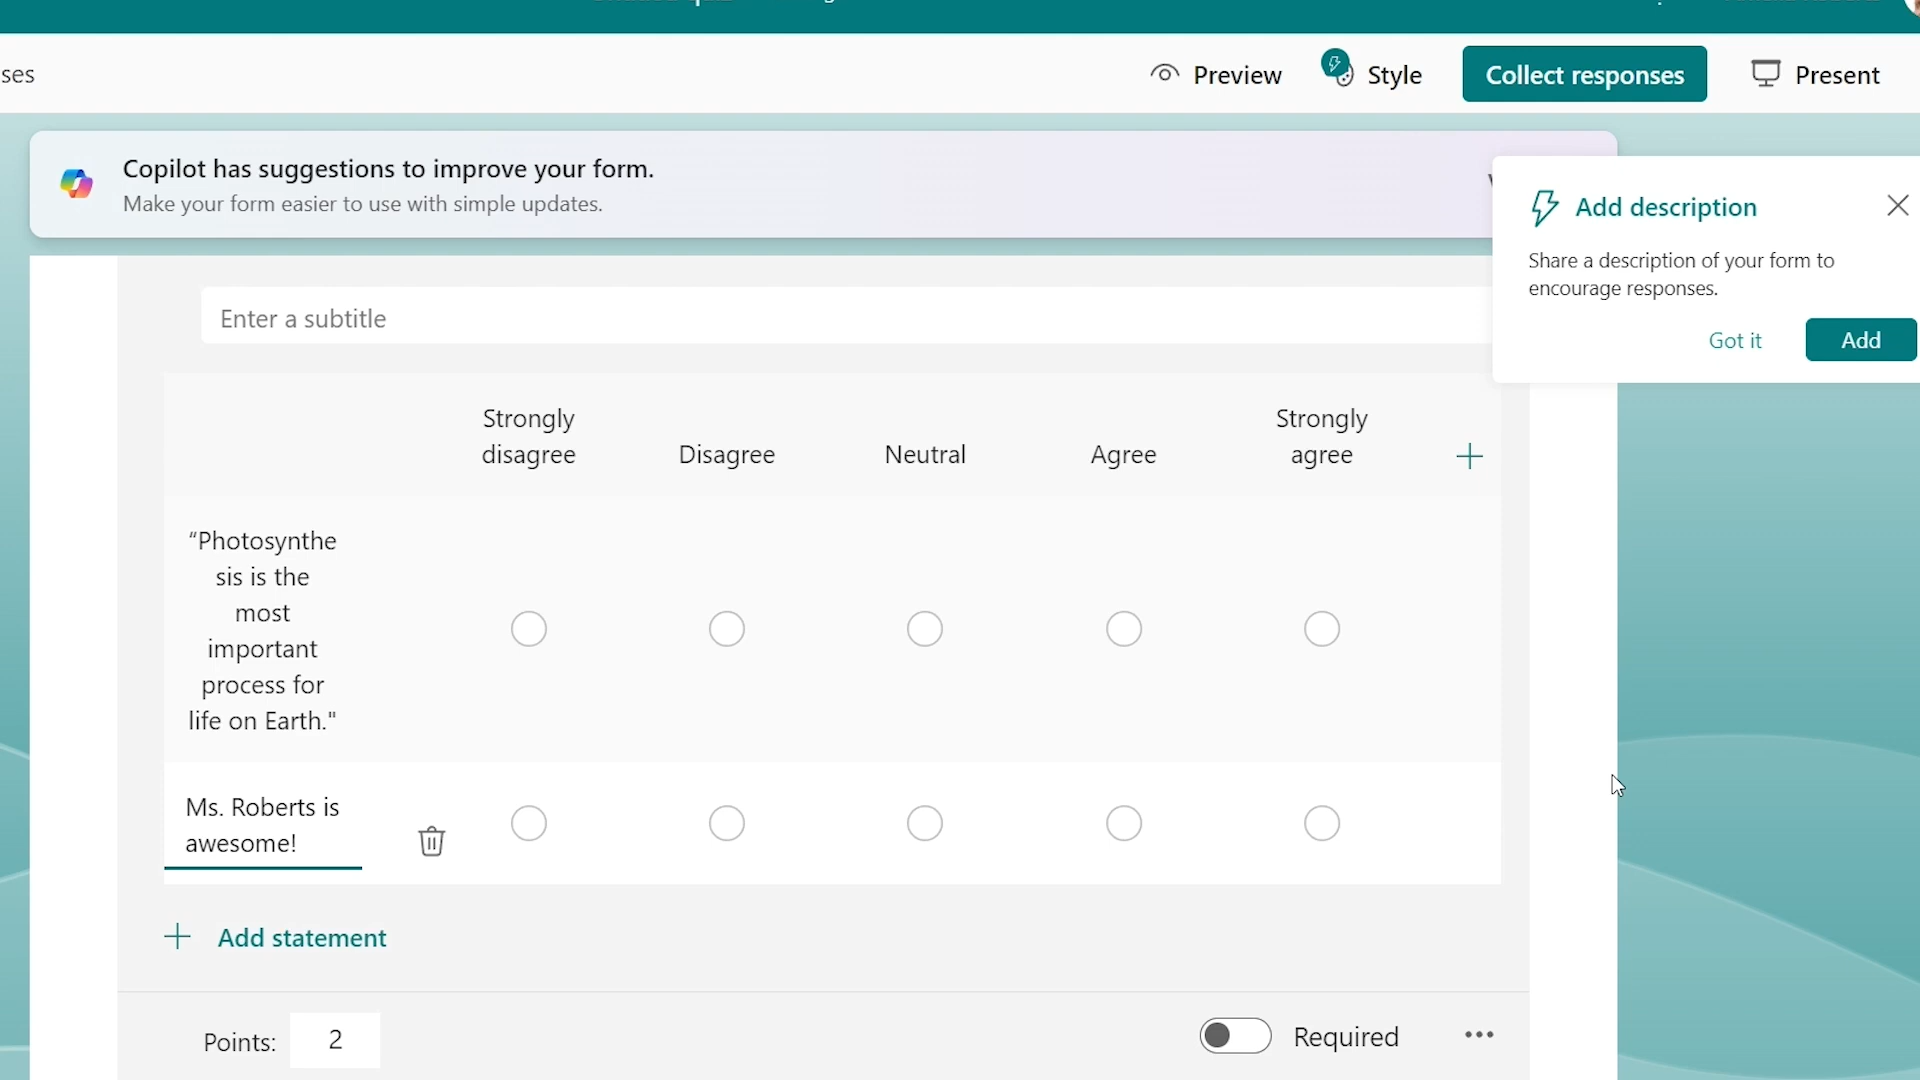 ses
Preview
Style
Collect responses
Present
Copilot has suggestions to improve your form.
Make your form easier to use with simple updates.
Add description
Share a description of your form to
encourage responses.
Got it
Add
Enter a subtitle
Strongly
disagree
Disagree
Neutral
Agree
Strongly
agree
“Photosynthe
sis is the
most
important
process for
life on Earth."
Ms. Roberts is
awesome!
Add statement
Points: 2
Required